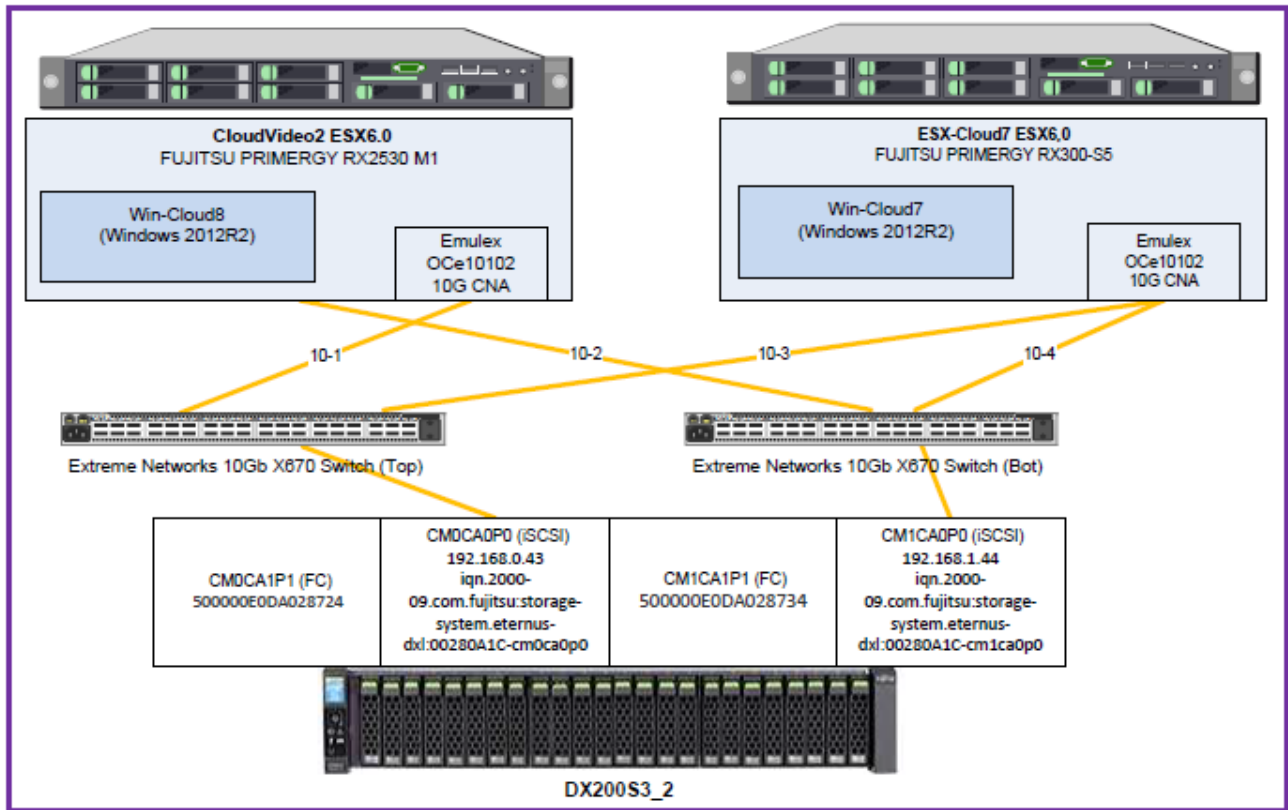 CloudVideo2 ESX6.0
FUJITSU PRIMERGY RX2530 M1
Win-Cloud8
(Windows 2012R2)
Emulex
OCe10102
10G CNA
ESX-Cloud7 ESX6,0
FUJITSU PRIMERGY RX300-S5
Win-Cloud7
(Windows 2012R2)
Emulex
OCe10102
10G CNA
10-1
10-2
10-3
10-4
Extreme Networks 10Gb X670 Switch (Top)
Extreme Networks 10Gb X670 Switch (Bot)
CM0CA1P1 (FC)
500000E0DA028724
CM0CA0P0 (iSCSI)
192.168.0.43
iqn.2000-
09.com.fujitsu:storage-
system.eternus-
dxl:00280A1C-cm0ca0p0
CM1CA1P1 (FC)
500000E0DA028734
CM1CA0P0 (iSCSI)
192.168.1.44
iqn.2000-
09.com.fujitsu:storage-
system.eternus-
dxl:00280A1C-cm1ca0p0
DX200S3_2